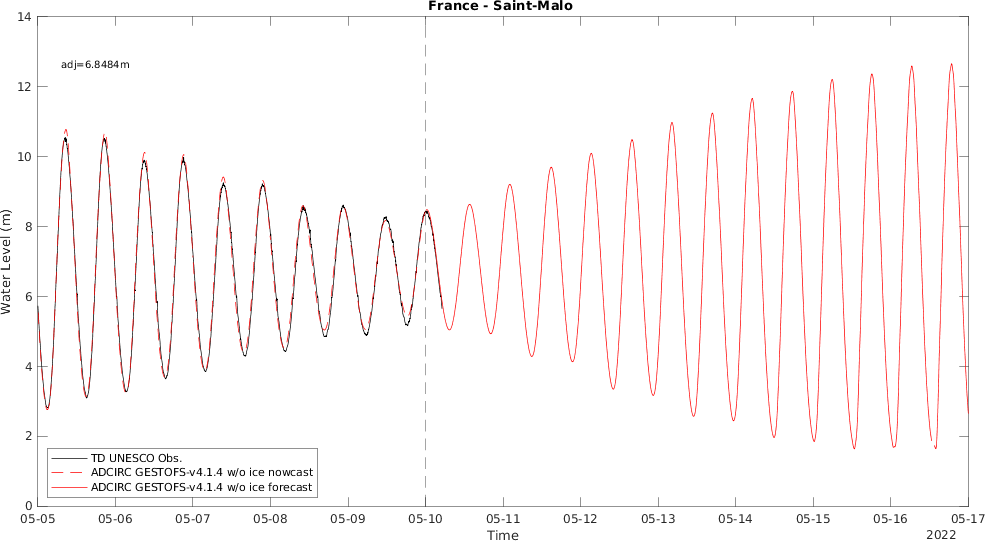 France - Saint-Malo
adj=6.8484m
Water Level (m)
14
12
10
8
6
4
2
0
TD UNESCO Obs.
ADCIRC GESTOFS-v4.1.4 w/o ice nowcast
ADCIRC GESTOFS-v4.1.4 w/o ice forecast
05-05 05-06 05-07 05-08 05-09 05-10 05-11 05-12 05-13 05-14 05-15 05-16 05-17
Time
2022